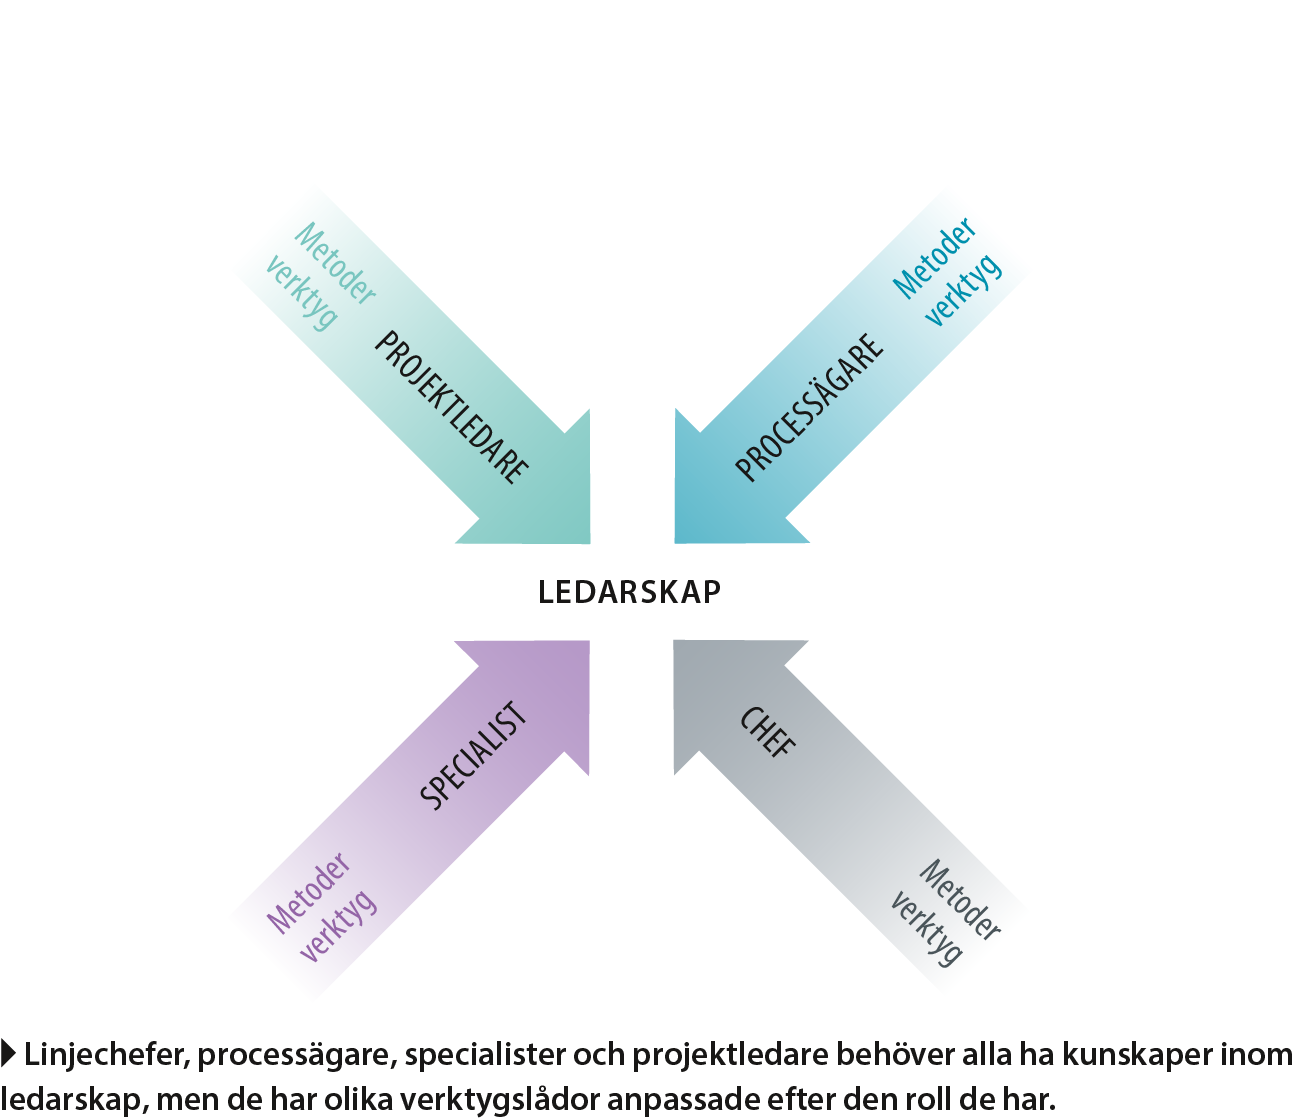 Metoder
verktyg
PROJEKTLEDARE
Metoder
verktyg
PROCESSÄGARE
LEDARSKAP
SPECIALIST
Metoder
verktyg
CHEF
Metoder
verktyg
Linjechefer, processägare, specialister och projektledare behöver alla ha kunskaper inom
ledarskap, men de har olika verktygslådor anpassade efter den roll de har.